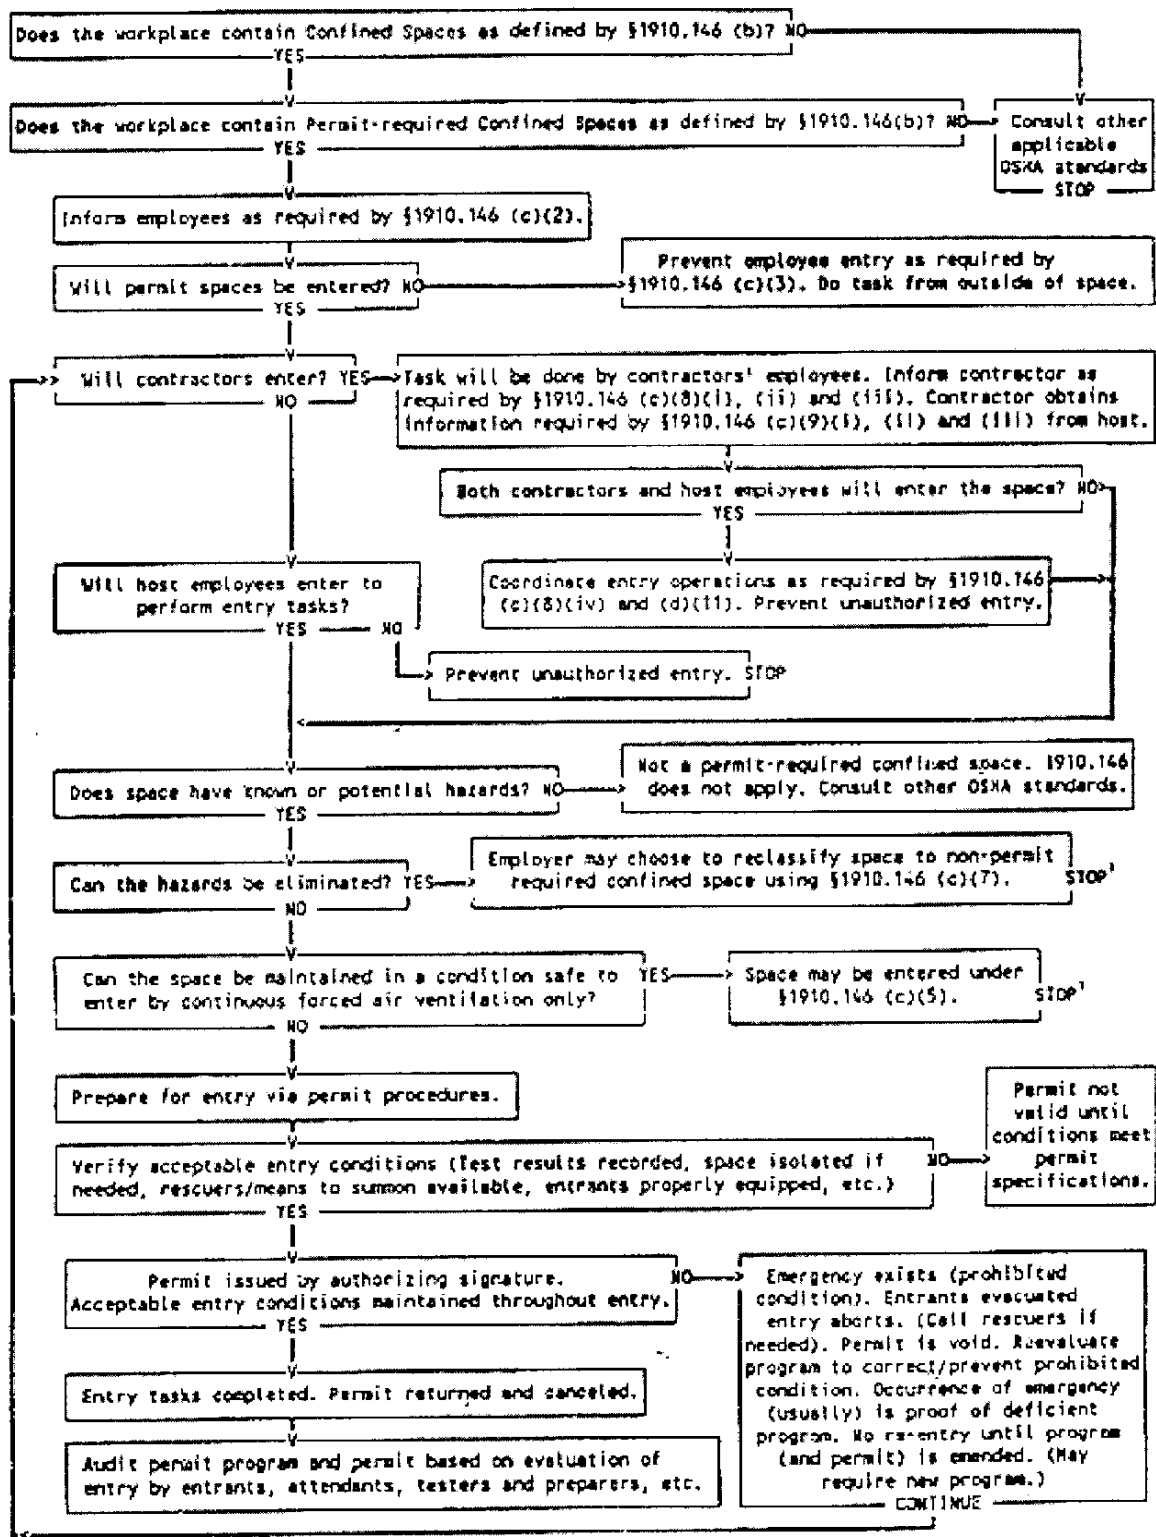 Does the workplace contain Confined Spaces as defined by §1910.146 (b)? NO
YES
Does the workplace contain Permit-required Confined Spaces as defined by §1910.146(b)? NO
YES
Consult other
applicable
OSHA standards
STOP
Inform employees as required by §1910.146 (c)(2).
Will permit spaces be entered? NO
YES
Prevent employee entry as required by
§1910.146 (c)(3). Do task from outside of space.
Will contractors enter? YES
NO
Task will be done by contractors' employees. Inform contractor as
required by §1910.146 (c)(8)(i), (ii) and (iii). Contractor obtains
information required by §1910.146 (c)(9)(i), (ii) and (iii) from host.
Both contractors and host employees will enter the space? NO
YES
Will host employees enter to
perform entry tasks?
YES NO
Coordinate entry operations as required by §1910.146
(c)(8)(iv) and (d)(11). Prevent unauthorized entry.
Prevent unauthorized entry. STOP
Does space have known or potential hazards? NO
YES
Not a permit-required confined space. 1910.146
does not apply. Consult other OSHA standards.
Can the hazards be eliminated? YES
NO
Employer may choose to reclassify space to non-permit
required confined space using §1910.146 (c)(7). STOP¹
Can the space be maintained in a condition safe to YES
enter by continuous forced air ventilation only?
NO
Space may be entered under
§1910.146 (c)(5). STOP¹
Prepare for entry via permit procedures.
Verify acceptable entry conditions (Test results recorded, space isolated if NO
needed, rescuers/means to summon available, entrants properly equipped, etc.)
YES
Permit not
valid until
conditions meet
permit
specifications.
Permit issued by authorizing signature. NO
Acceptable entry conditions maintained throughout entry.
YES
Emergency exists (prohibited
condition). Entrants evacuated
entry aborts. (Call rescuers if
needed). Permit is void. Reevaluate
program to correct/prevent prohibited
condition. Occurrence of emergency
(usually) is proof of deficient
program. No re-entry until program
(and permit) is amended. (May
require new program.)
CONTINUE
Entry tasks completed. Permit returned and canceled.
Audit permit program and permit based on evaluation of
entry by entrants, attendants, testers and preparers, etc.